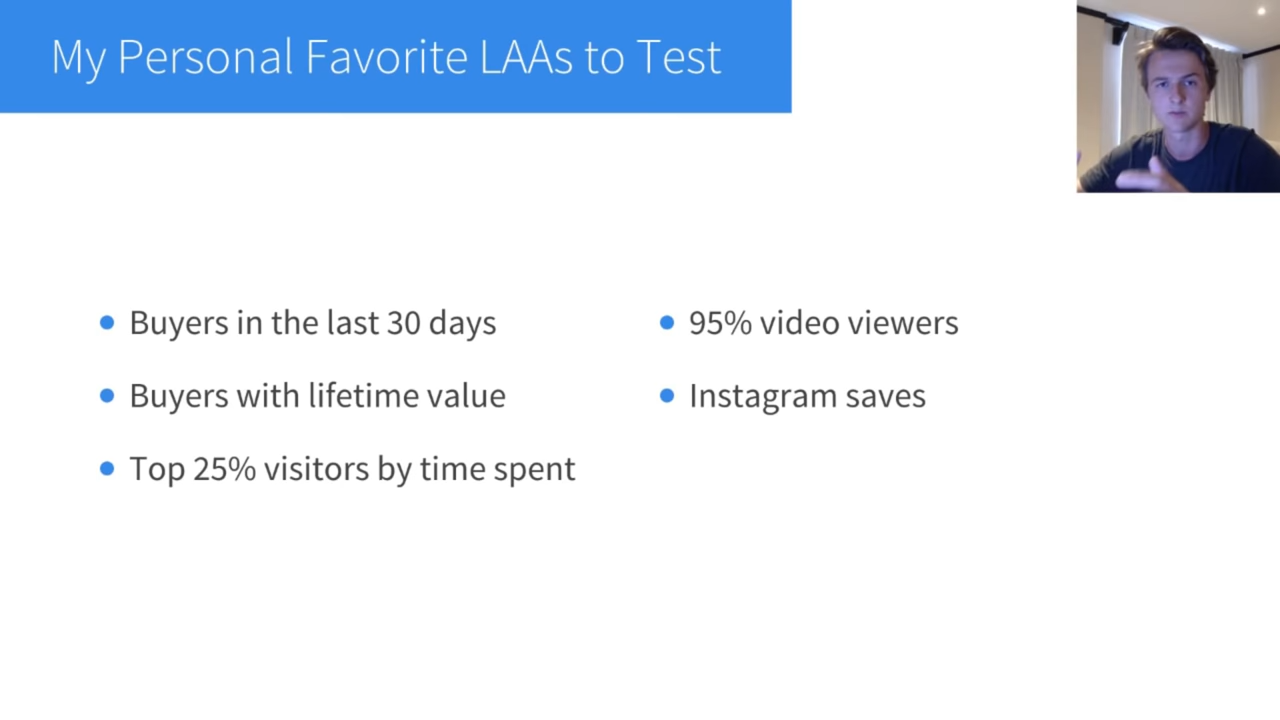 My Personal Favorite LAAs to Test
Buyers in the last 30 days
Buyers with lifetime value
Top 25% visitors by time spent
95% video viewers
Instagram saves